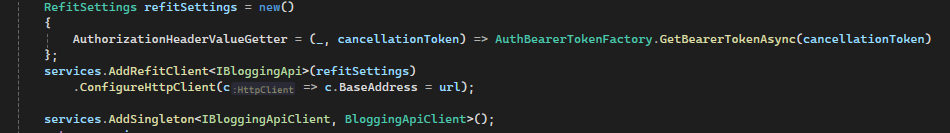 RefitSettings refitSettings = new()
{
AuthorizationHeaderValueGetter = (_, cancellationToken) => AuthBearerTokenFactory.GetBearerTokenAsync(cancellationToken)
};
services.AddRefitClient<IBloggingApi>(refitSettings)
.ConfigureHttpClient(c :HttpClient => c.BaseAddress = url);
services.AddSingleton<IBloggingApiClient, BloggingApiClient>();